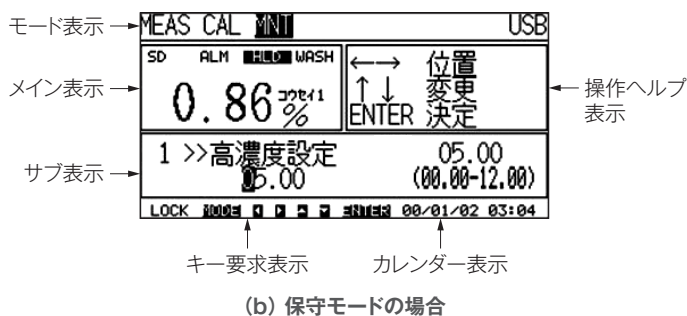 モード表示
MEAS CAL MNT USB
メイン表示
SD ALM HLD WASH
0.86 コウセイ1 %
←→ 位置
↑↓ 変更
ENTER 決定
操作ヘルプ
表示
サブ表示
1 >>高濃度設定 05.00
05.00 (00.00-12.00)
LOCK MODE ◀ ▶ ▲ ▼ ENTER 00/01/02 03:04
キー要求表示 カレンダー表示
(b) 保守モードの場合